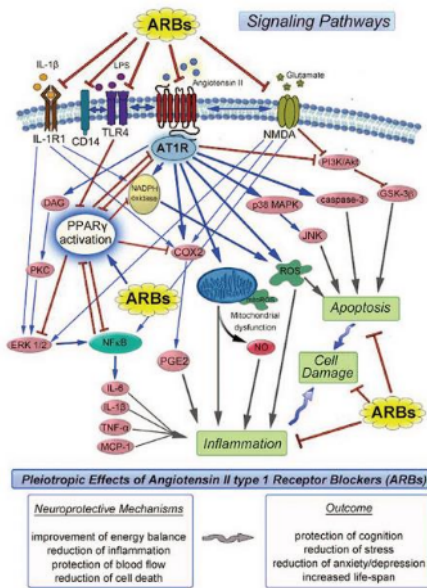 ARBs
Signaling Pathways
IL-1β
LPS
Angiotensin II
Glutamate
IL-1R1
CD14
TLR4
AT1R
NMDA
PI3K/Akt
DAG
NADPH
oxidase
p38 MAPK
caspase-3
GSK-3β
PPARγ
activation
COX2
JNK
PKC
ROS
Mitochondrial
dysfunction
Apoptosis
ARBs
ERK 1/2
NFκB
PGE2
NO
Cell
Damage
IL-6
IL-1β
TNF-α
MCP-1
ARBs
Inflammation
Pleiotropic Effects of Angiotensin II type 1 Receptor Blockers (ARBs)
Neuroprotective Mechanisms
improvement of energy balance
reduction of inflammation
protection of blood flow
reduction of cell death
Outcome
protection of cognition
reduction of stress
reduction of anxiety/depression
increased life-span